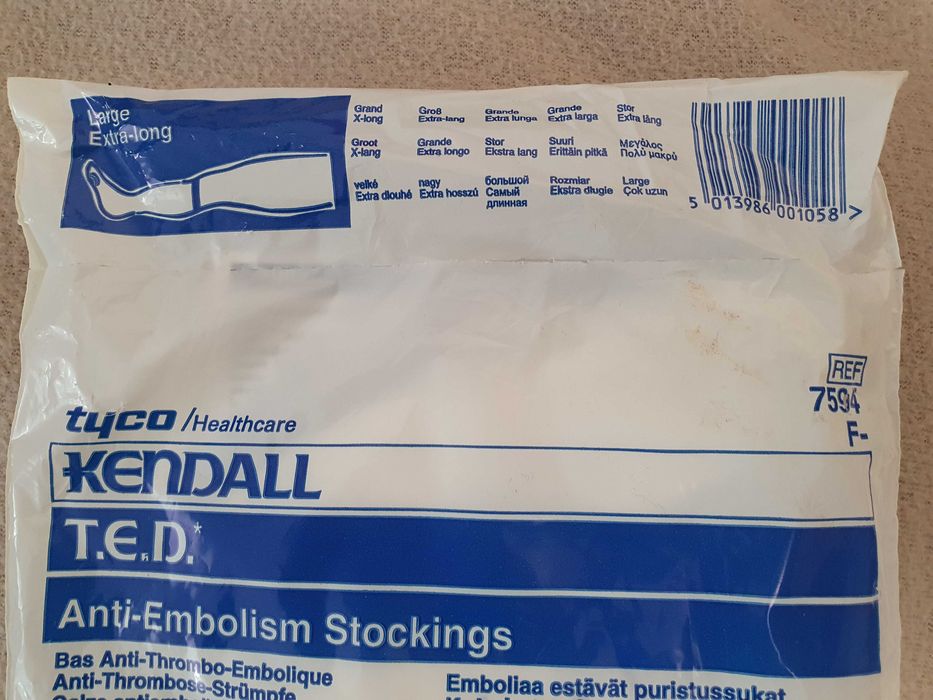 Large
Extra-long
Grand
X-long
Groß
Extra-lang
Grande
Extra lunga
Grande
Extra larga
Stor
Extra lång
Groot
X-lang
Grande
Extra longo
Stor
Ekstra lang
Suuri
Erittäin pitkä
Μεγάλος
Πολύ μακρύ
velké
Extra dlouhé
nagy
Extra hosszú
большой
Самый
длинная
Rozmiar
Ekstra długie
Large
Çok uzun
5 013986 001058 >
REF
7594
F-
tyco /Healthcare
KENDALL
T.E.D.*
Anti-Embolism Stockings
Bas Anti-Thrombo-Embolique
Anti-Thrombose-Strümpfe
Emboliaa estävät puristussukat